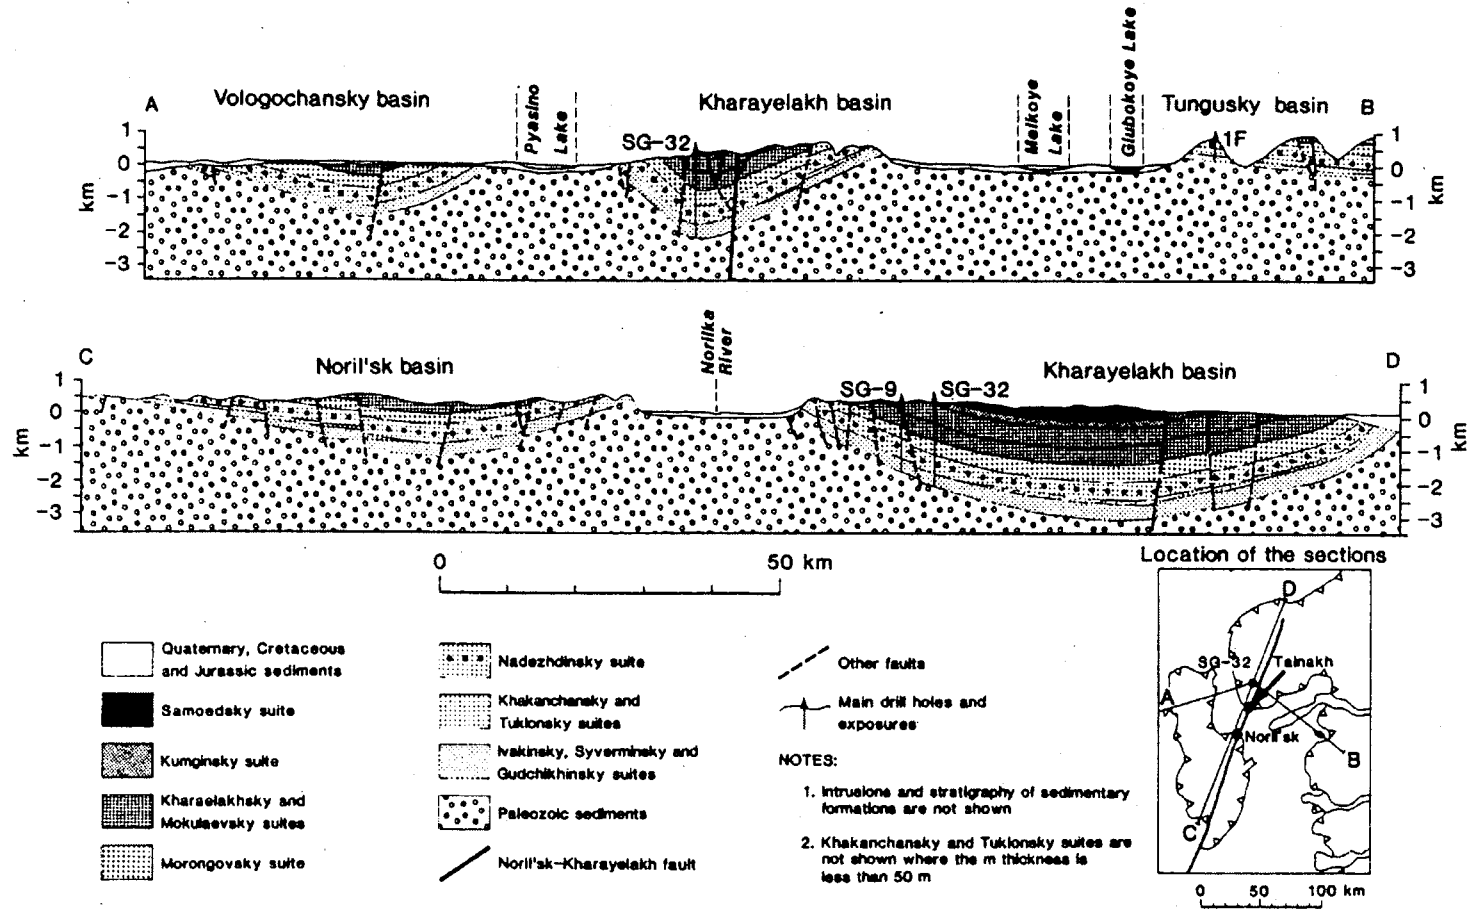 A
Vologochansky basin
Pyasino
Lake
Kharayelakh basin
Melkoye
Lake
Glubokoye Lake
Tungusky basin
B
SG-32
1F
1
0
-1
-2
-3
km
1
0
-1
-2
-3
km
C
Noril'sk basin
Norilka
River
Kharayelakh basin
D
SG-9
SG-32
1
0
-1
-2
-3
km
1
0
-1
-2
-3
km
0
50 km
Quaternary, Cretaceous
and Jurassic sediments
Samoedsky suite
Kumginsky suite
Kharaelakhsky and
Mokulaevsky suites
Morongovsky suite
Nadezhdinsky suite
Khakanchansky and
Tuklonsky suites
Ivakinsky, Syverminsky and
Gudchikhinsky suites
Paleozoic sediments
Noril'sk-Kharayelakh fault
Other faults
Main drill holes and
exposures
NOTES:
1. Intrusions and stratigraphy of sedimentary
formations are not shown
2. Khakanchansky and Tuklonsky suites are
not shown where the m thickness is
less than 50 m
Location of the sections
D
SG-32
Talnakh
A
Noril'sk
B
C
0 50 100 km